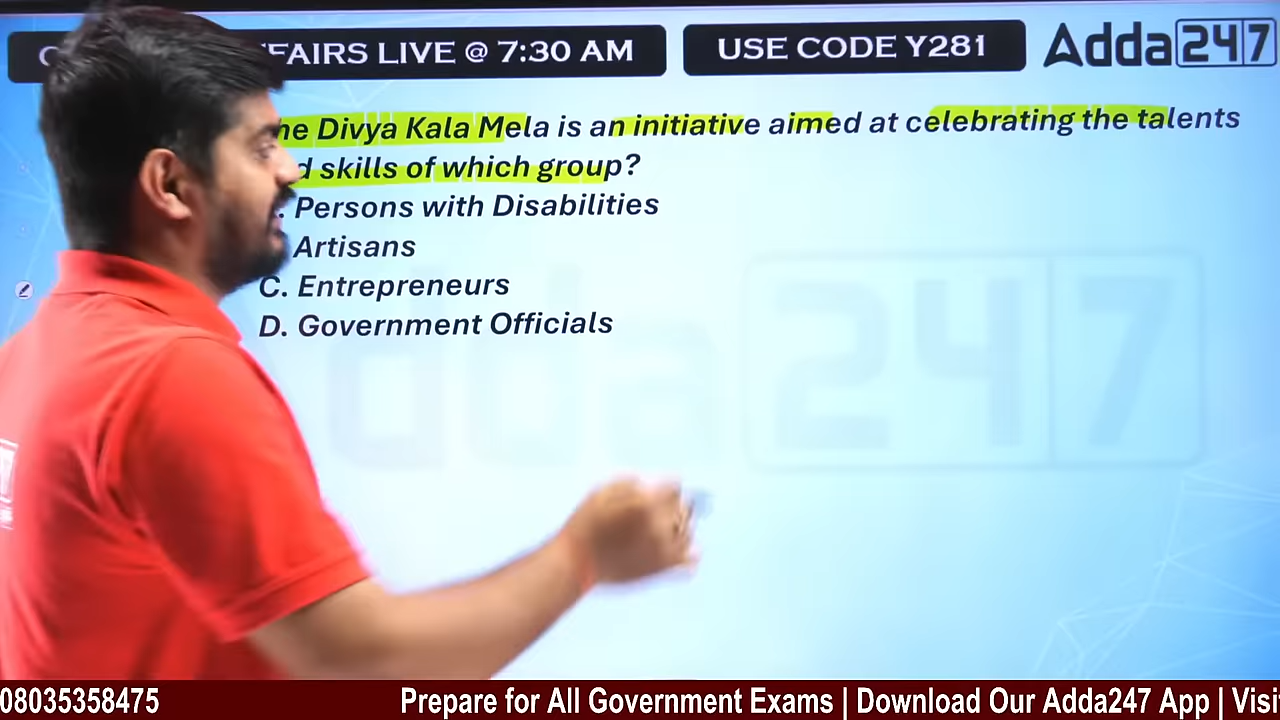 FAIRS LIVE @ 7:30 AM
USE CODE Y281
Adda247
he Divya Kala Mela is an initiative aimed at celebrating the talents
d skills of which group?
. Persons with Disabilities
Artisans
C. Entrepreneurs
D. Government Officials
dda 247
08035358475 Prepare for All Government Exams | Download Our Adda247 App | Visi